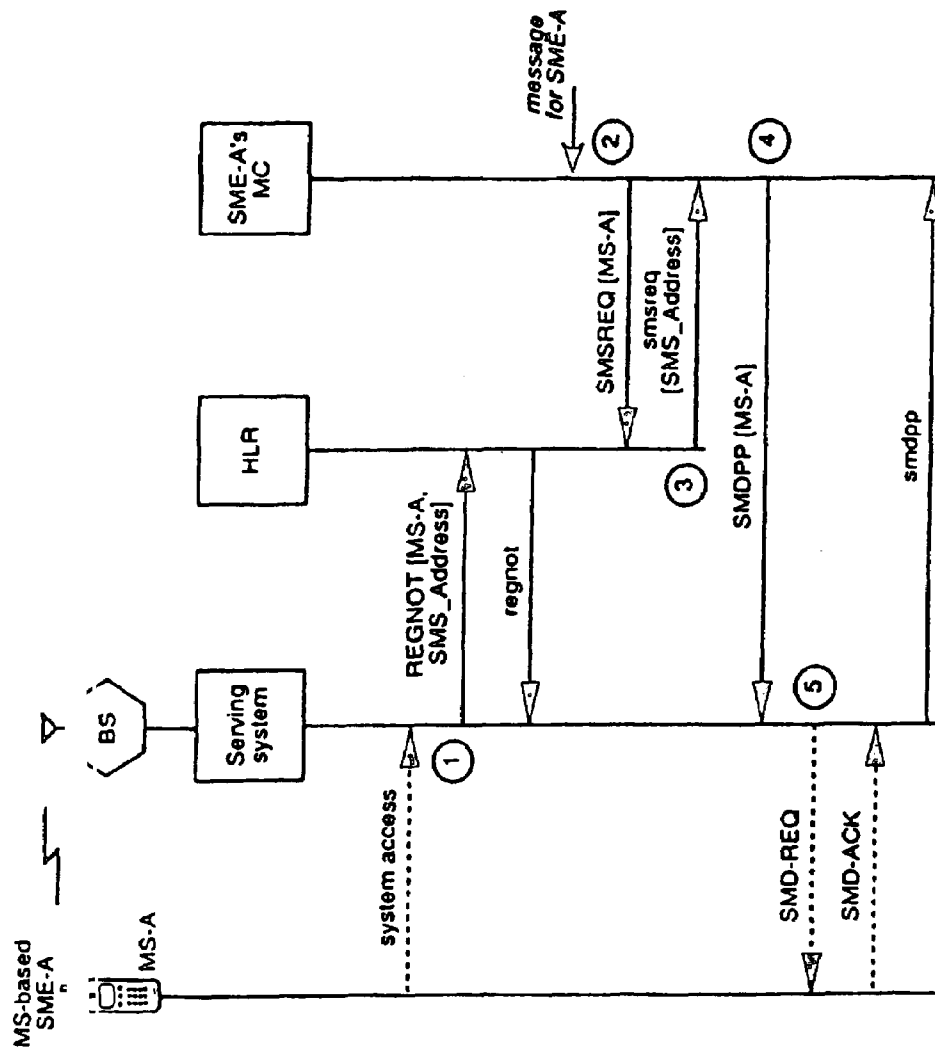 MS-based
SME-A
MS-A
BS
Serving
system
HLR
SME-A's
MC
system access
1
REGNOT [MS-A,
SMS_Address]
regnot
message
for SME-A
2
SMSREQ [MS-A]
smsreq
[SMS_Address]
3
4
SMDPP [MS-A]
5
SMD-REQ
SMD-ACK
smdpp